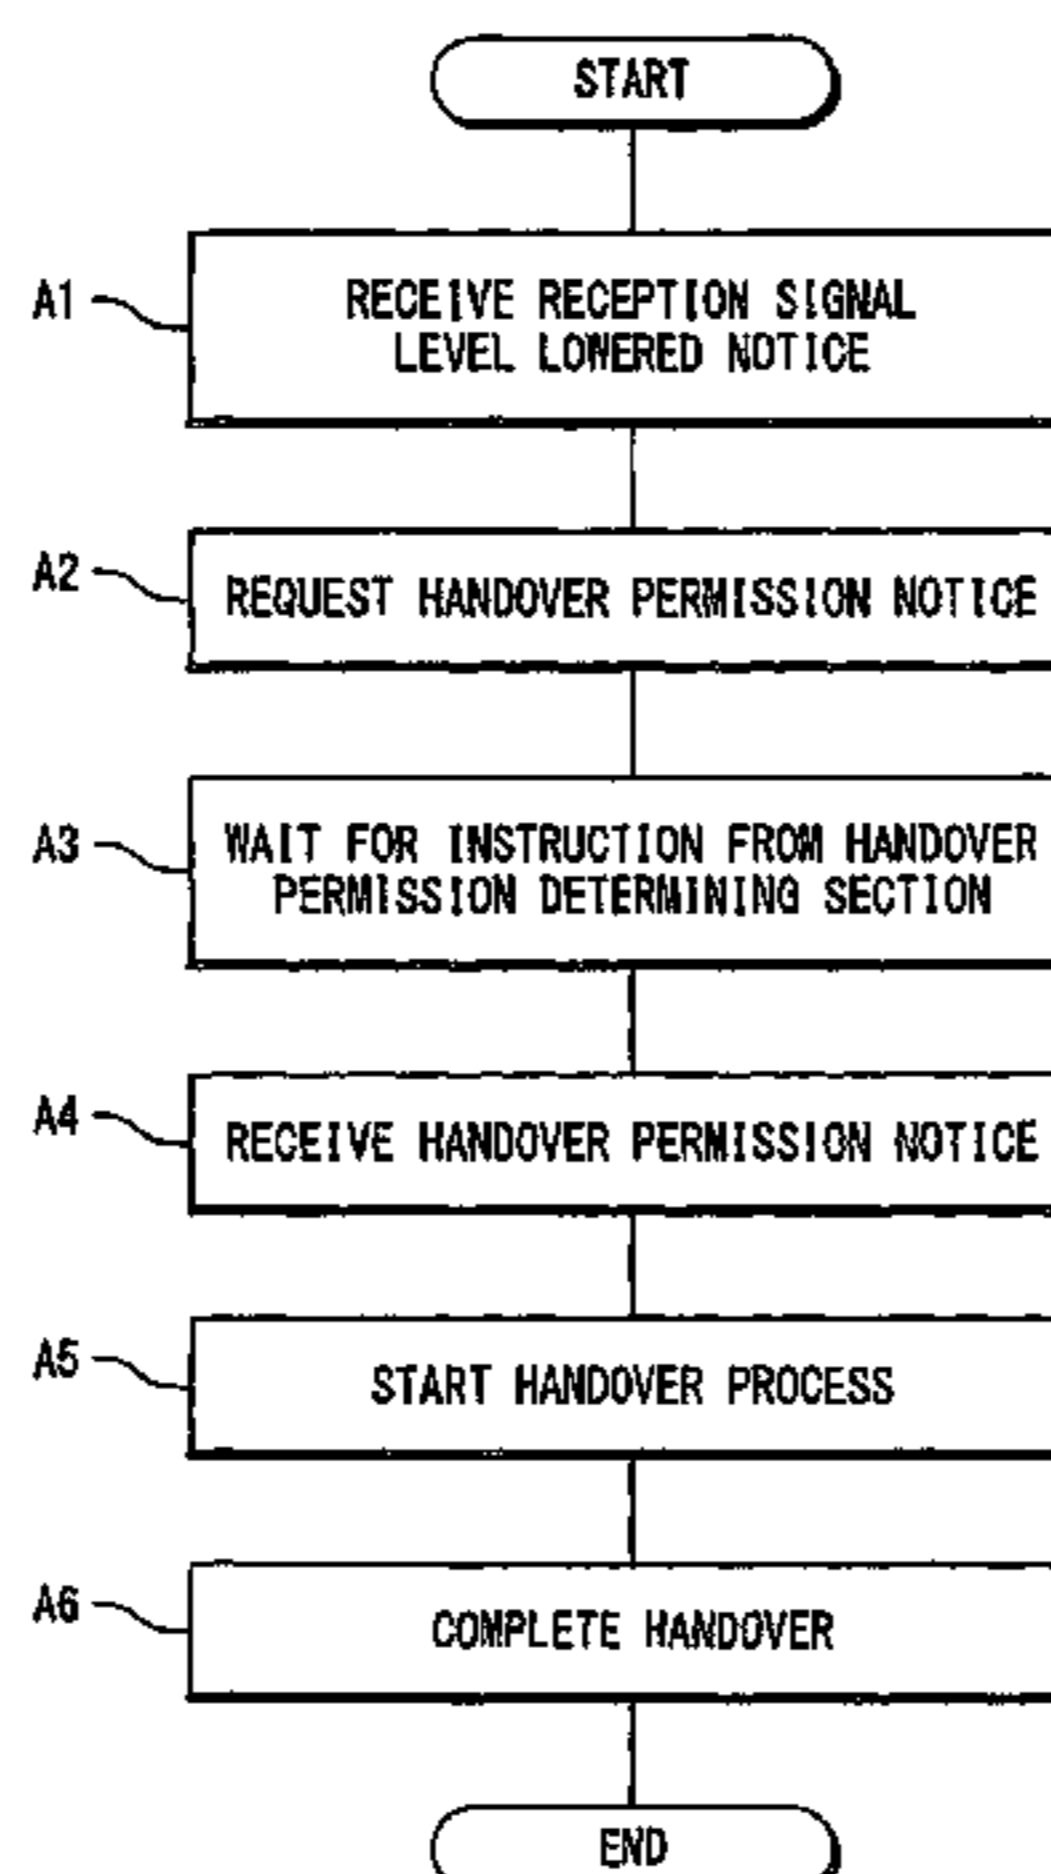 START
A1
RECEIVE RECEPTION SIGNAL
LEVEL LOWERED NOTICE
A2
REQUEST HANDOVER PERMISSION NOTICE
A3
WAIT FOR INSTRUCTION FROM HANDOVER
PERMISSION DETERMINING SECTION
A4
RECEIVE HANDOVER PERMISSION NOTICE
A5
START HANDOVER PROCESS
A6
COMPLETE HANDOVER
END